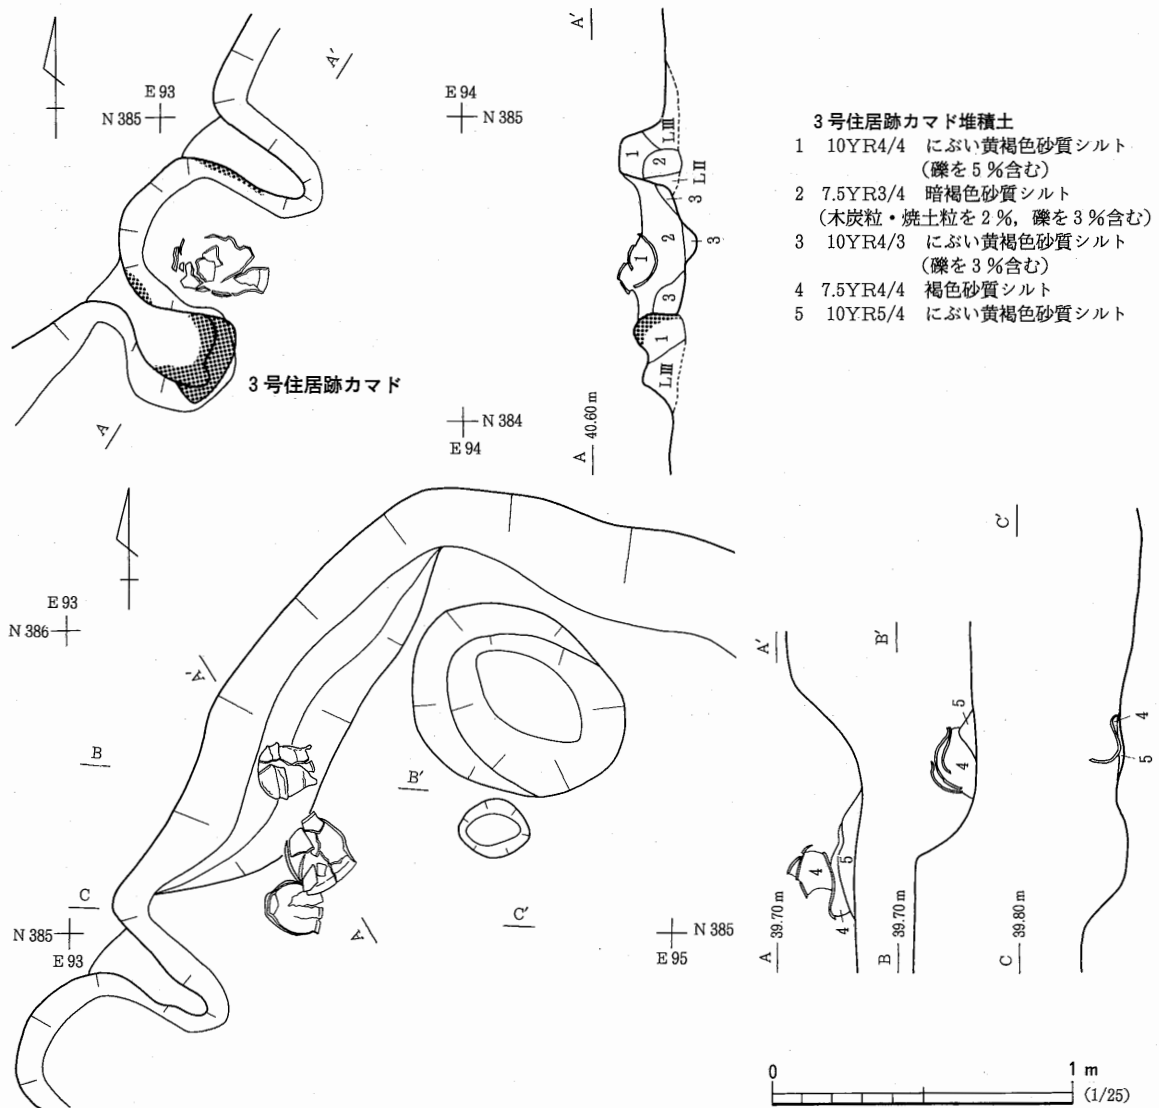 A′
A′
E 93
N 385
E 94
N 385
LⅢ
1
2
LⅡ
3
2
3
1
3
1
LⅢ
3号住居跡カマド堆積土
1 10YR4/4 にぶい黄褐色砂質シルト
(礫を5%含む)
2 7.5YR3/4 暗褐色砂質シルト
(木炭粒・焼土粒を2%,礫を3%含む)
3 10YR4/3 にぶい黄褐色砂質シルト
(礫を3%含む)
4 7.5YR4/4 褐色砂質シルト
5 10YR5/4 にぶい黄褐色砂質シルト
3号住居跡カマド
A
N 384
E 94
A 40.60m
E 93
N 386
A′
B
B′
C
C′
A
N 385
E 93
N 385
E 95
A′
B′
C′
5
4
4
5
5
4
4
A 39.70m
B 39.70m
C 39.80m
0 1 m
(1/25)